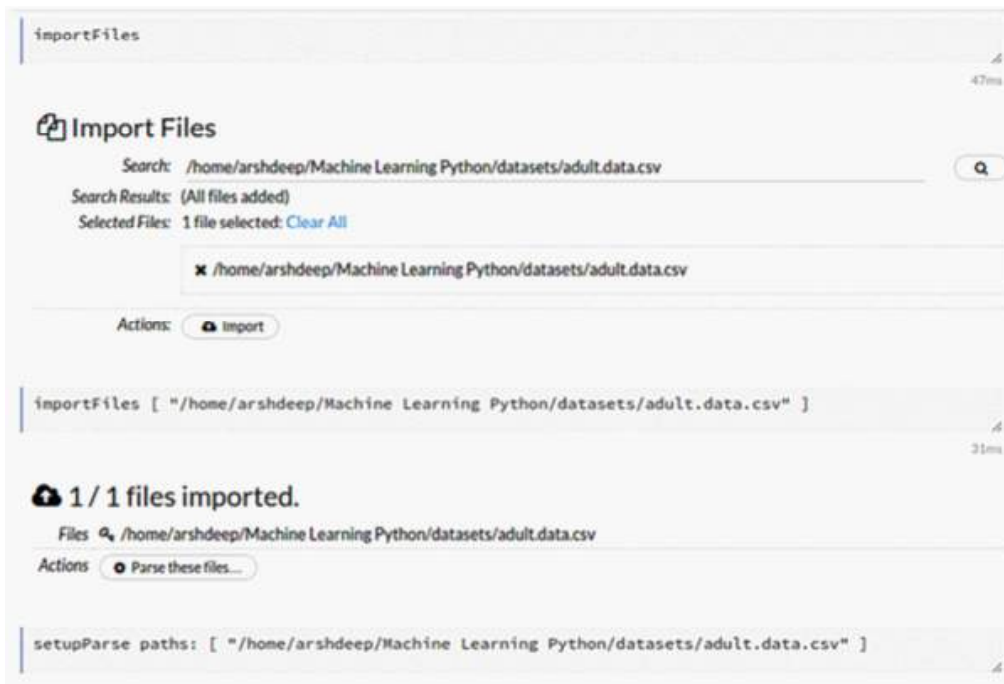 importFiles
47ms
Import Files
Search: /home/arshdeep/Machine Learning Python/datasets/adult.data.csv
Search Results: (All files added)
Selected Files: 1 file selected: Clear All
✖ /home/arshdeep/Machine Learning Python/datasets/adult.data.csv
Actions: Import
importFiles [ "/home/arshdeep/Machine Learning Python/datasets/adult.data.csv" ]
31ms
1 / 1 files imported.
Files /home/arshdeep/Machine Learning Python/datasets/adult.data.csv
Actions Parse these files...
setupParse paths: [ "/home/arshdeep/Machine Learning Python/datasets/adult.data.csv" ]